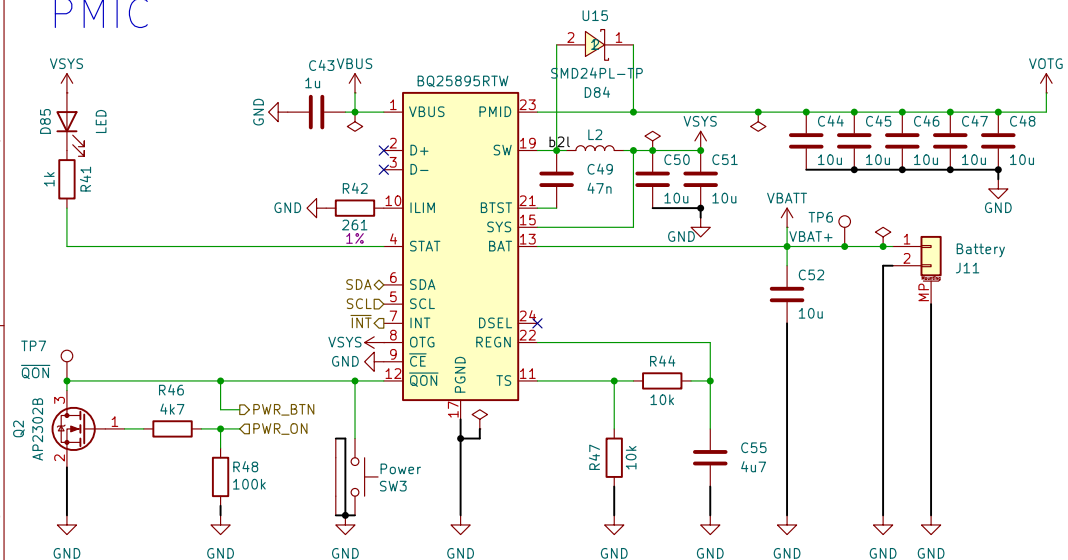 PMIC
U15
2
1
SMD24PL-TP
D84
VSYS
D85
LED
1k
R41
C43
1u
VBUS
GND
BQ25895RTW
1 VBUS
2 D+
3 D-
10 ILIM
4 STAT
6 SDA
5 SCL
7 INT
8 OTG
9 CE
12 QON
PGND
17
PMID 23
SW 19
BTST 21
SYS 15
BAT 13
DSEL 24
REGN 22
TS 11
GND
R42
261
1%
SDA
SCL
INT
VSYS
GND
b2l
L2
C49
47n
VSYS
C50
10u
C51
10u
GND
VOTG
C44
10u
C45
10u
C46
10u
C47
10u
C48
10u
GND
VBATT
TP6
VBAT+
C52
10u
1
2
MP
Battery
J11
TP7
QON
3
Q2
AP2302B
2
1
R46
4k7
PWR_BTN
PWR_ON
R48
100k
Power
SW3
R44
10k
R47
10k
C55
4u7
GND
GND
GND
GND
GND
GND
GND
GND
GND